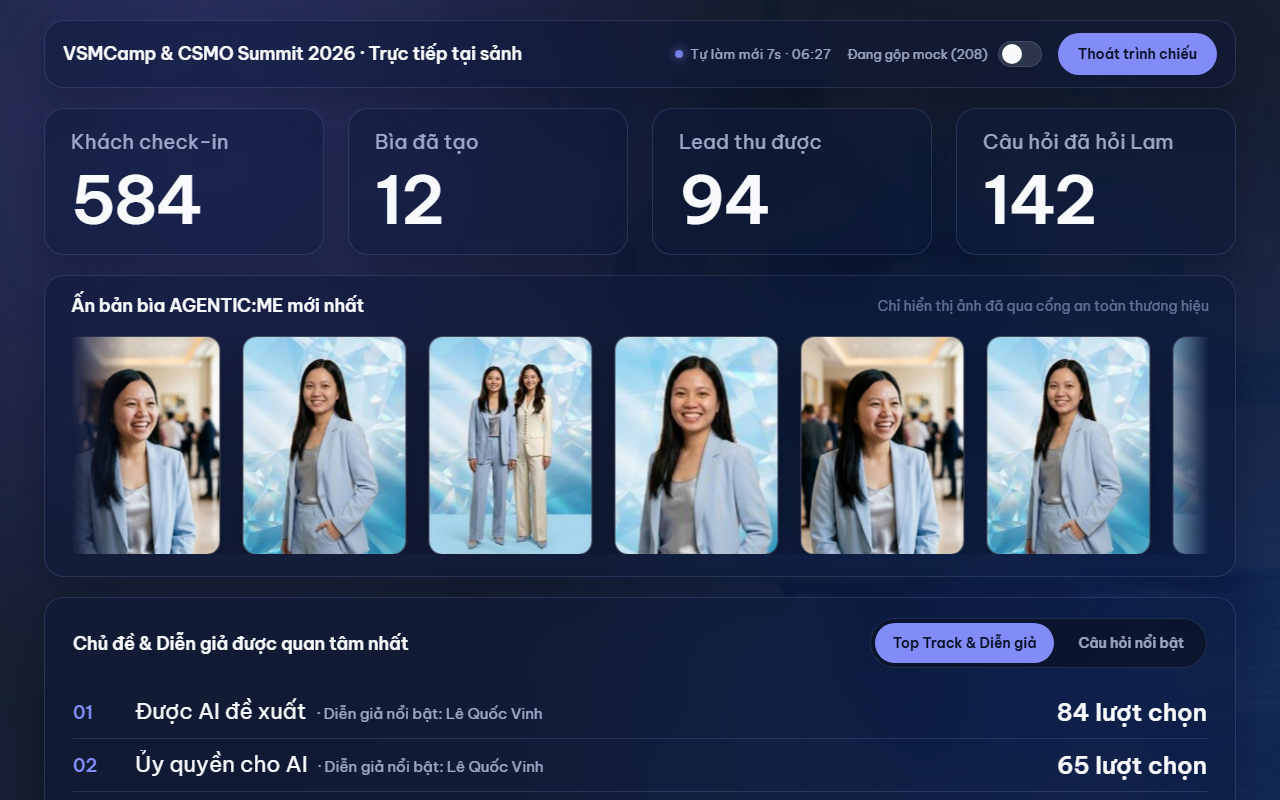 VSMCamp & CSMO Summit 2026 · Trực tiếp tại sảnh
Tự làm mới 7s · 06:27
Đang gộp mock (208)
Thoát trình chiếu
Khách check-in
584
Bìa đã tạo
12
Lead thu được
94
Câu hỏi đã hỏi Lam
142
Ấn bản bìa AGENTIC:ME mới nhất
Chỉ hiển thị ảnh đã qua cổng an toàn thương hiệu
Chủ đề & Diễn giả được quan tâm nhất
Top Track & Diễn giả
Câu hỏi nổi bật
01 Được AI đề xuất · Diễn giả nổi bật: Lê Quốc Vinh 84 lượt chọn
02 Ủy quyền cho AI · Diễn giả nổi bật: Lê Quốc Vinh 65 lượt chọn